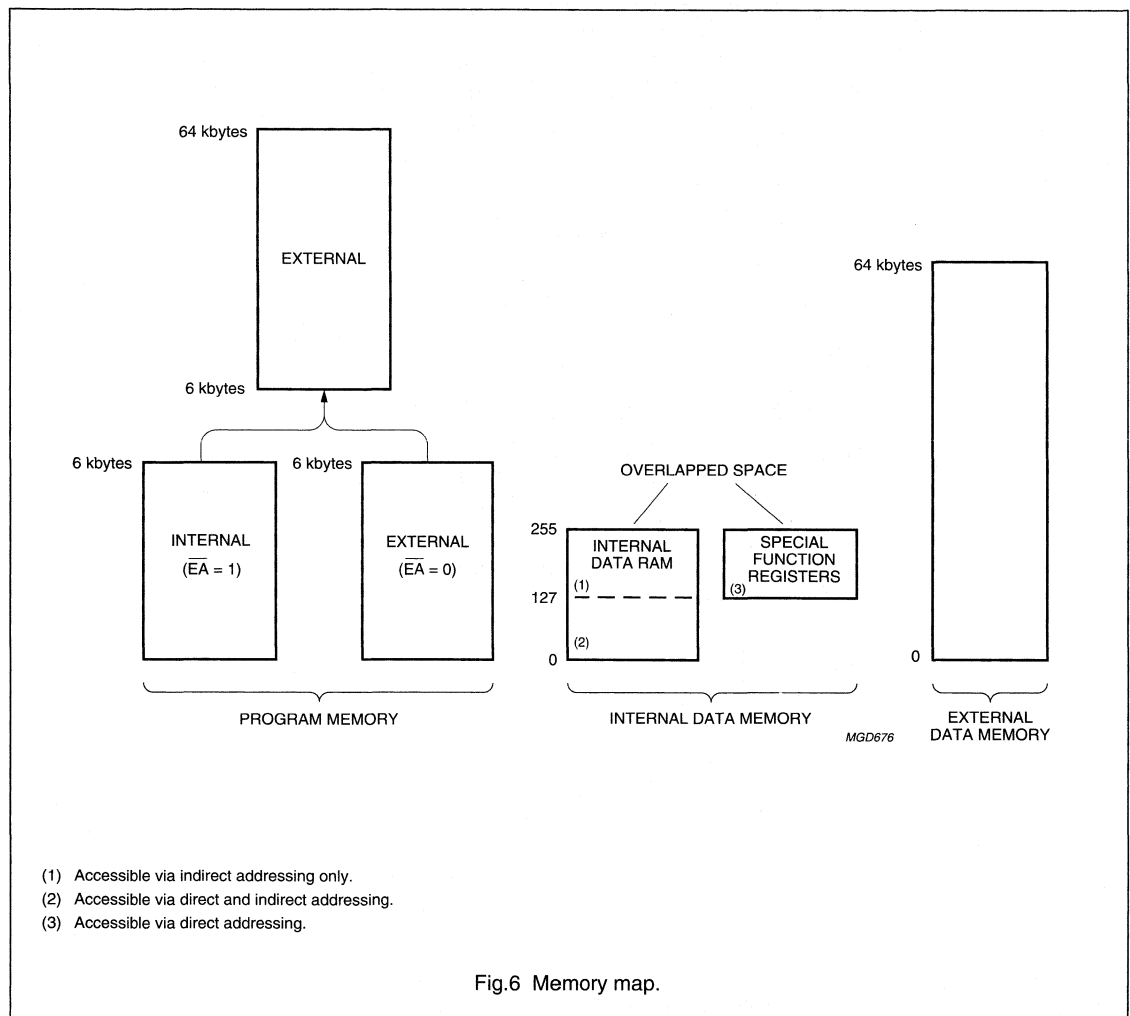 64 kbytes
EXTERNAL
6 kbytes
6 kbytes
INTERNAL
(E̅A̅ = 1)
6 kbytes
EXTERNAL
(E̅A̅ = 0)
PROGRAM MEMORY
OVERLAPPED SPACE
255
INTERNAL
DATA RAM
(1)
127
(2)
0
SPECIAL
FUNCTION
REGISTERS
(3)
INTERNAL DATA MEMORY
64 kbytes
0
EXTERNAL
DATA MEMORY
MGD676
(1) Accessible via indirect addressing only.
(2) Accessible via direct and indirect addressing.
(3) Accessible via direct addressing.
Fig.6 Memory map.